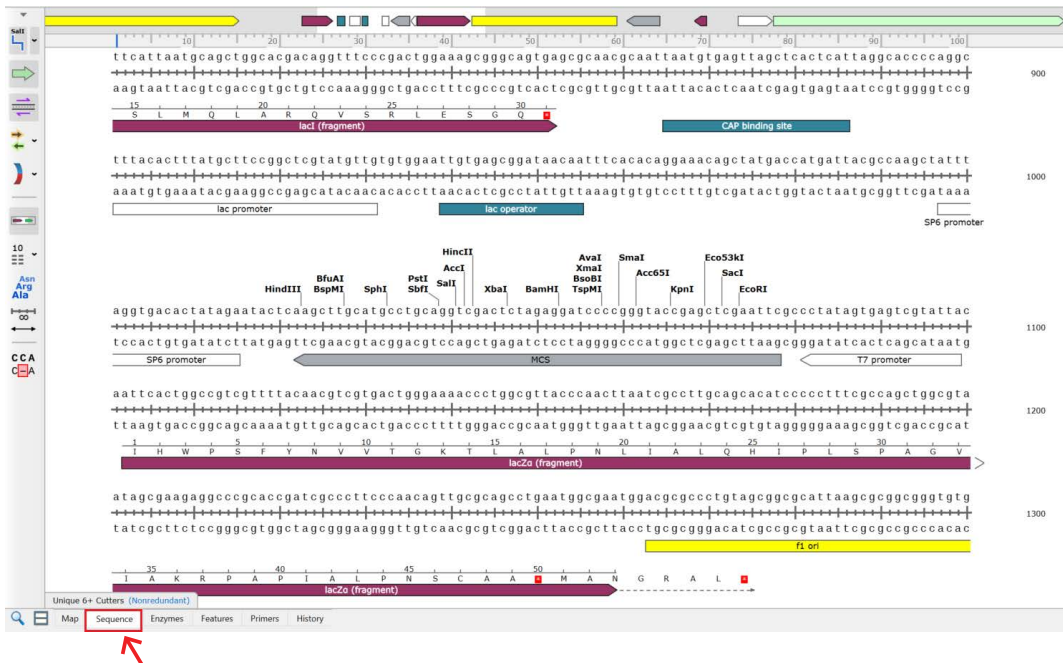 SalI
10 20 30 40 50 60 70 80 90 100
ttcattaatgcagctggcacgacaggtttcccgactggaaagcgggcagtgagcgcaacgcaattaatgtgagttagctcactcattaggcaccccaggc
900
aagtaattacgtcgaccgtgctgtccaaagggctgacctttcgcccgtcactcgcgttgcgttaattacactcaatcgagtgagtaatccgtggggtccg
15 20 25 30
S L M Q L A R Q V S R L E S G Q *
lacI (fragment) CAP binding site
tttacactttatgcttccggctcgtatgttgtgtggaattgtgagcggataacaatttcacacaggaaacagctatgaccatgattacgccaagctattt
1000
aaatgtgaaatacgaaggccgagcatacaacacaccttaacactcgcctattgttaaagtgtgtcctttgtcgatactggtactaatgcggttcgataaa
lac promoter lac operator
SP6 promoter
HincII AvaI SmaI Eco53kI
AccI XmaI Acc65I SacI
BfuAI PstI SalI BsoBI
HindIII BspMI SphI SbfI XbaI BamHI TspMI KpnI EcoRI
aggtgacactatagaatactcaagcttgcatgcctgcaggtcgactctagaggatccccgggtaccgagctcgaattcgccctatagtgagtcgtattac
1100
tccactgtgatatcttatgagttcgaacgtacggacgtccagctgagatctcctaggggcccatggctcgagcttaagcgggatatcactcagcataatg
SP6 promoter MCS T7 promoter
aattcactggccgtcgttttacaacgtcgtgactgggaaaaccctggcgttacccaacttaatcgccttgcagcacatccccctttcgccagctggcgta
1200
ttaagtgaccggcagcaaaatgttgcagcactgacccttttgggaccgcaatgggttgaattagcggaacgtcgtgtagggggaaagcggtcgaccgcat
1 5 10 15 20 25 30
I H W P S F Y N V V T G K T L A L P N L I A L Q H I P L S P A G V
lacZα (fragment)
atagcgaagaggcccgcaccgatcgcccttcccaacagttgcgcagcctgaatggcgaatggacgcgccctgtagcggcgcattaagcgcggcgggtgtg
1300
tatcgcttctccgggcgtggctagcgggaagggttgtcaacgcgtcggacttaccgcttacctgcgcgggacatcgccgcgtaattcgcgccgcccacac
f1 ori
35 40 45 50
I A K R P A P I A L P N S C A A * M A N G R A L *
lacZα (fragment)
10
Asn
Arg
Ala
∞
CCA
C–A
Unique 6+ Cutters (Nonredundant)
Map Sequence Enzymes Features Primers History